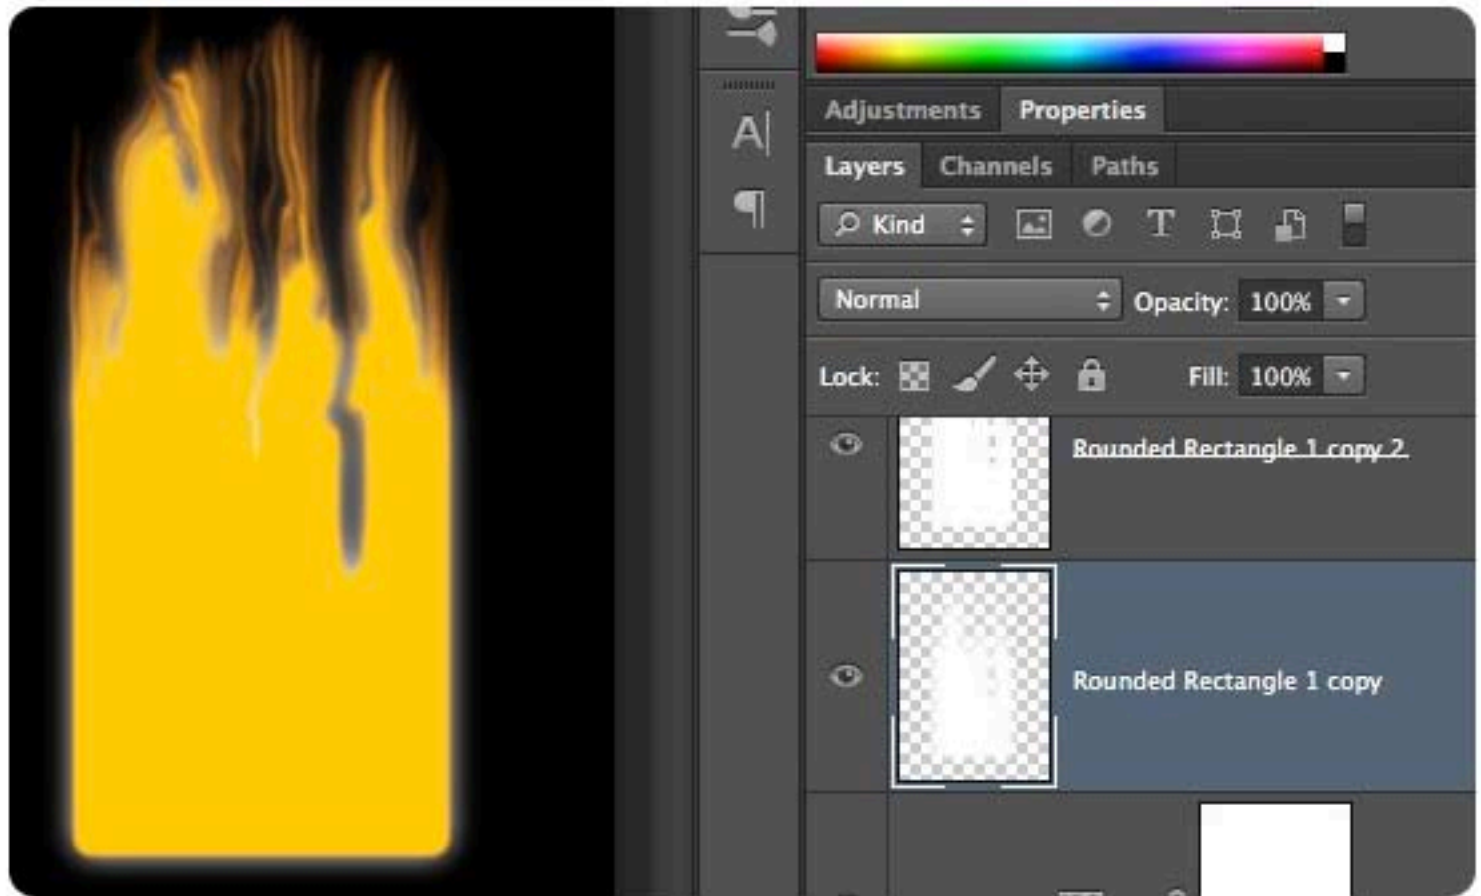 Adjustments Properties
A|
Layers Channels Paths
Kind
T
Normal Opacity: 100%
Lock: Fill: 100%
Rounded Rectangle 1 copy 2
Rounded Rectangle 1 copy